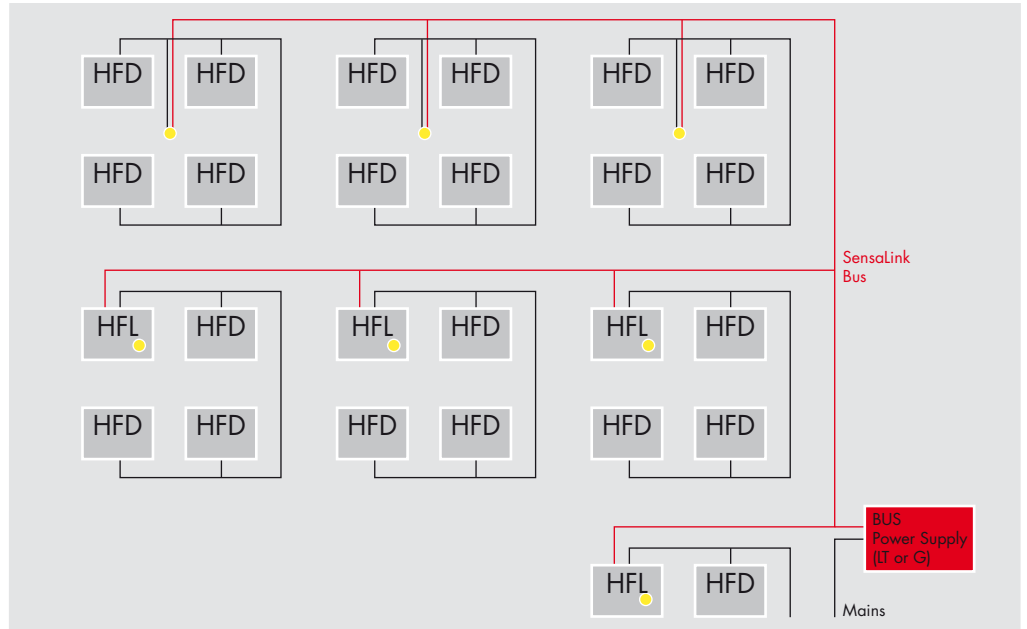 HFD HFD HFD HFD HFD HFD
HFD HFD HFD HFD HFD HFD
SensaLink
Bus
HFL HFD HFL HFD HFL HFD
HFD HFD HFD HFD HFD HFD
BUS
Power Supply
(LT or G)
HFL HFD
Mains